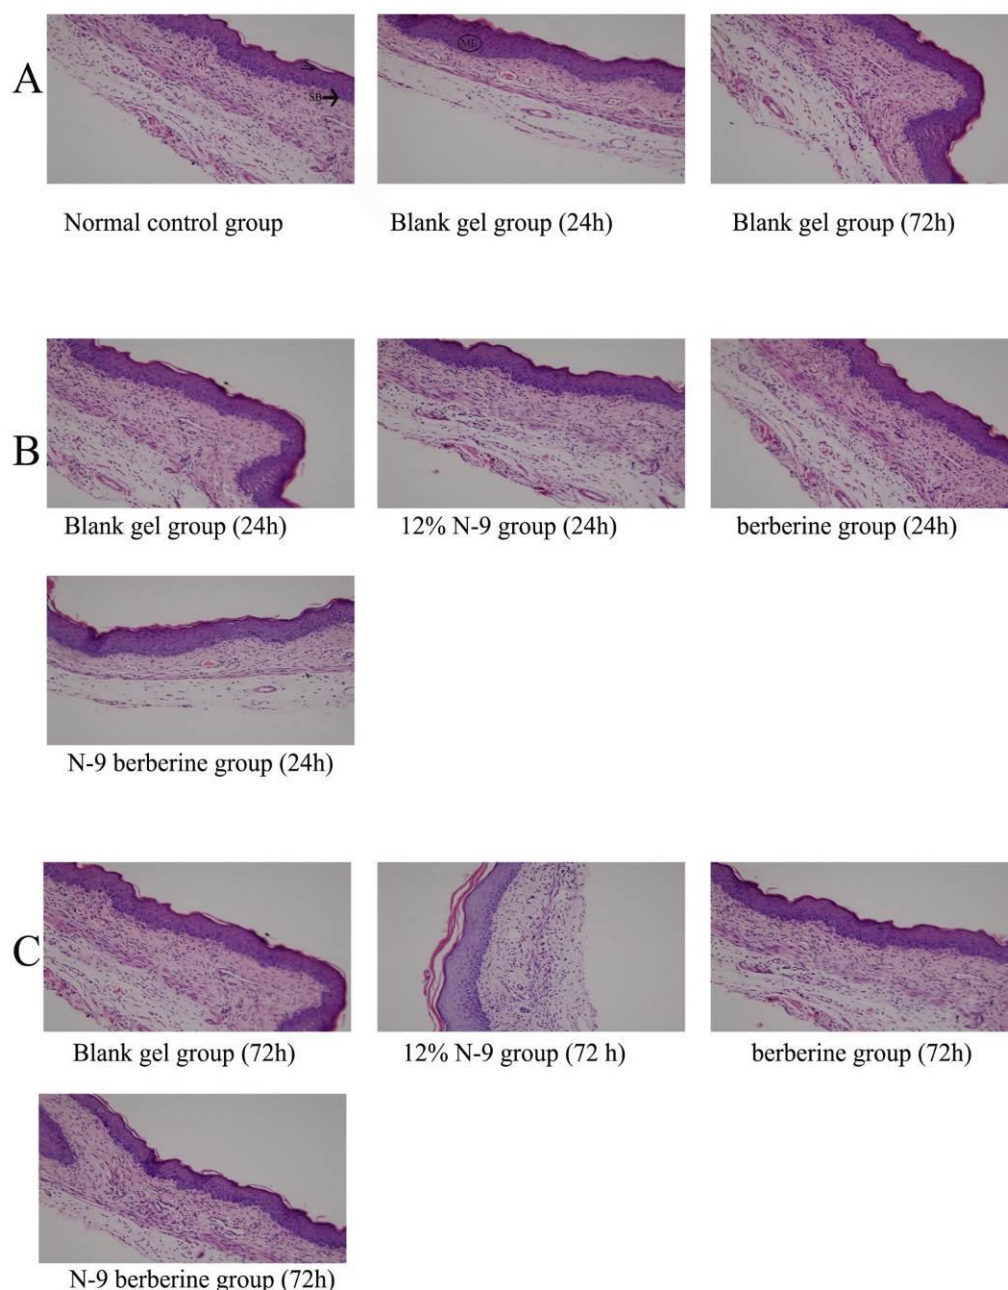 A
SB
ML
Normal control group
Blank gel group (24h)
Blank gel group (72h)
B
Blank gel group (24h)
12% N-9 group (24h)
berberine group (24h)
N-9 berberine group (24h)
C
Blank gel group (72h)
12% N-9 group (72 h)
berberine group (72h)
N-9 berberine group (72h)